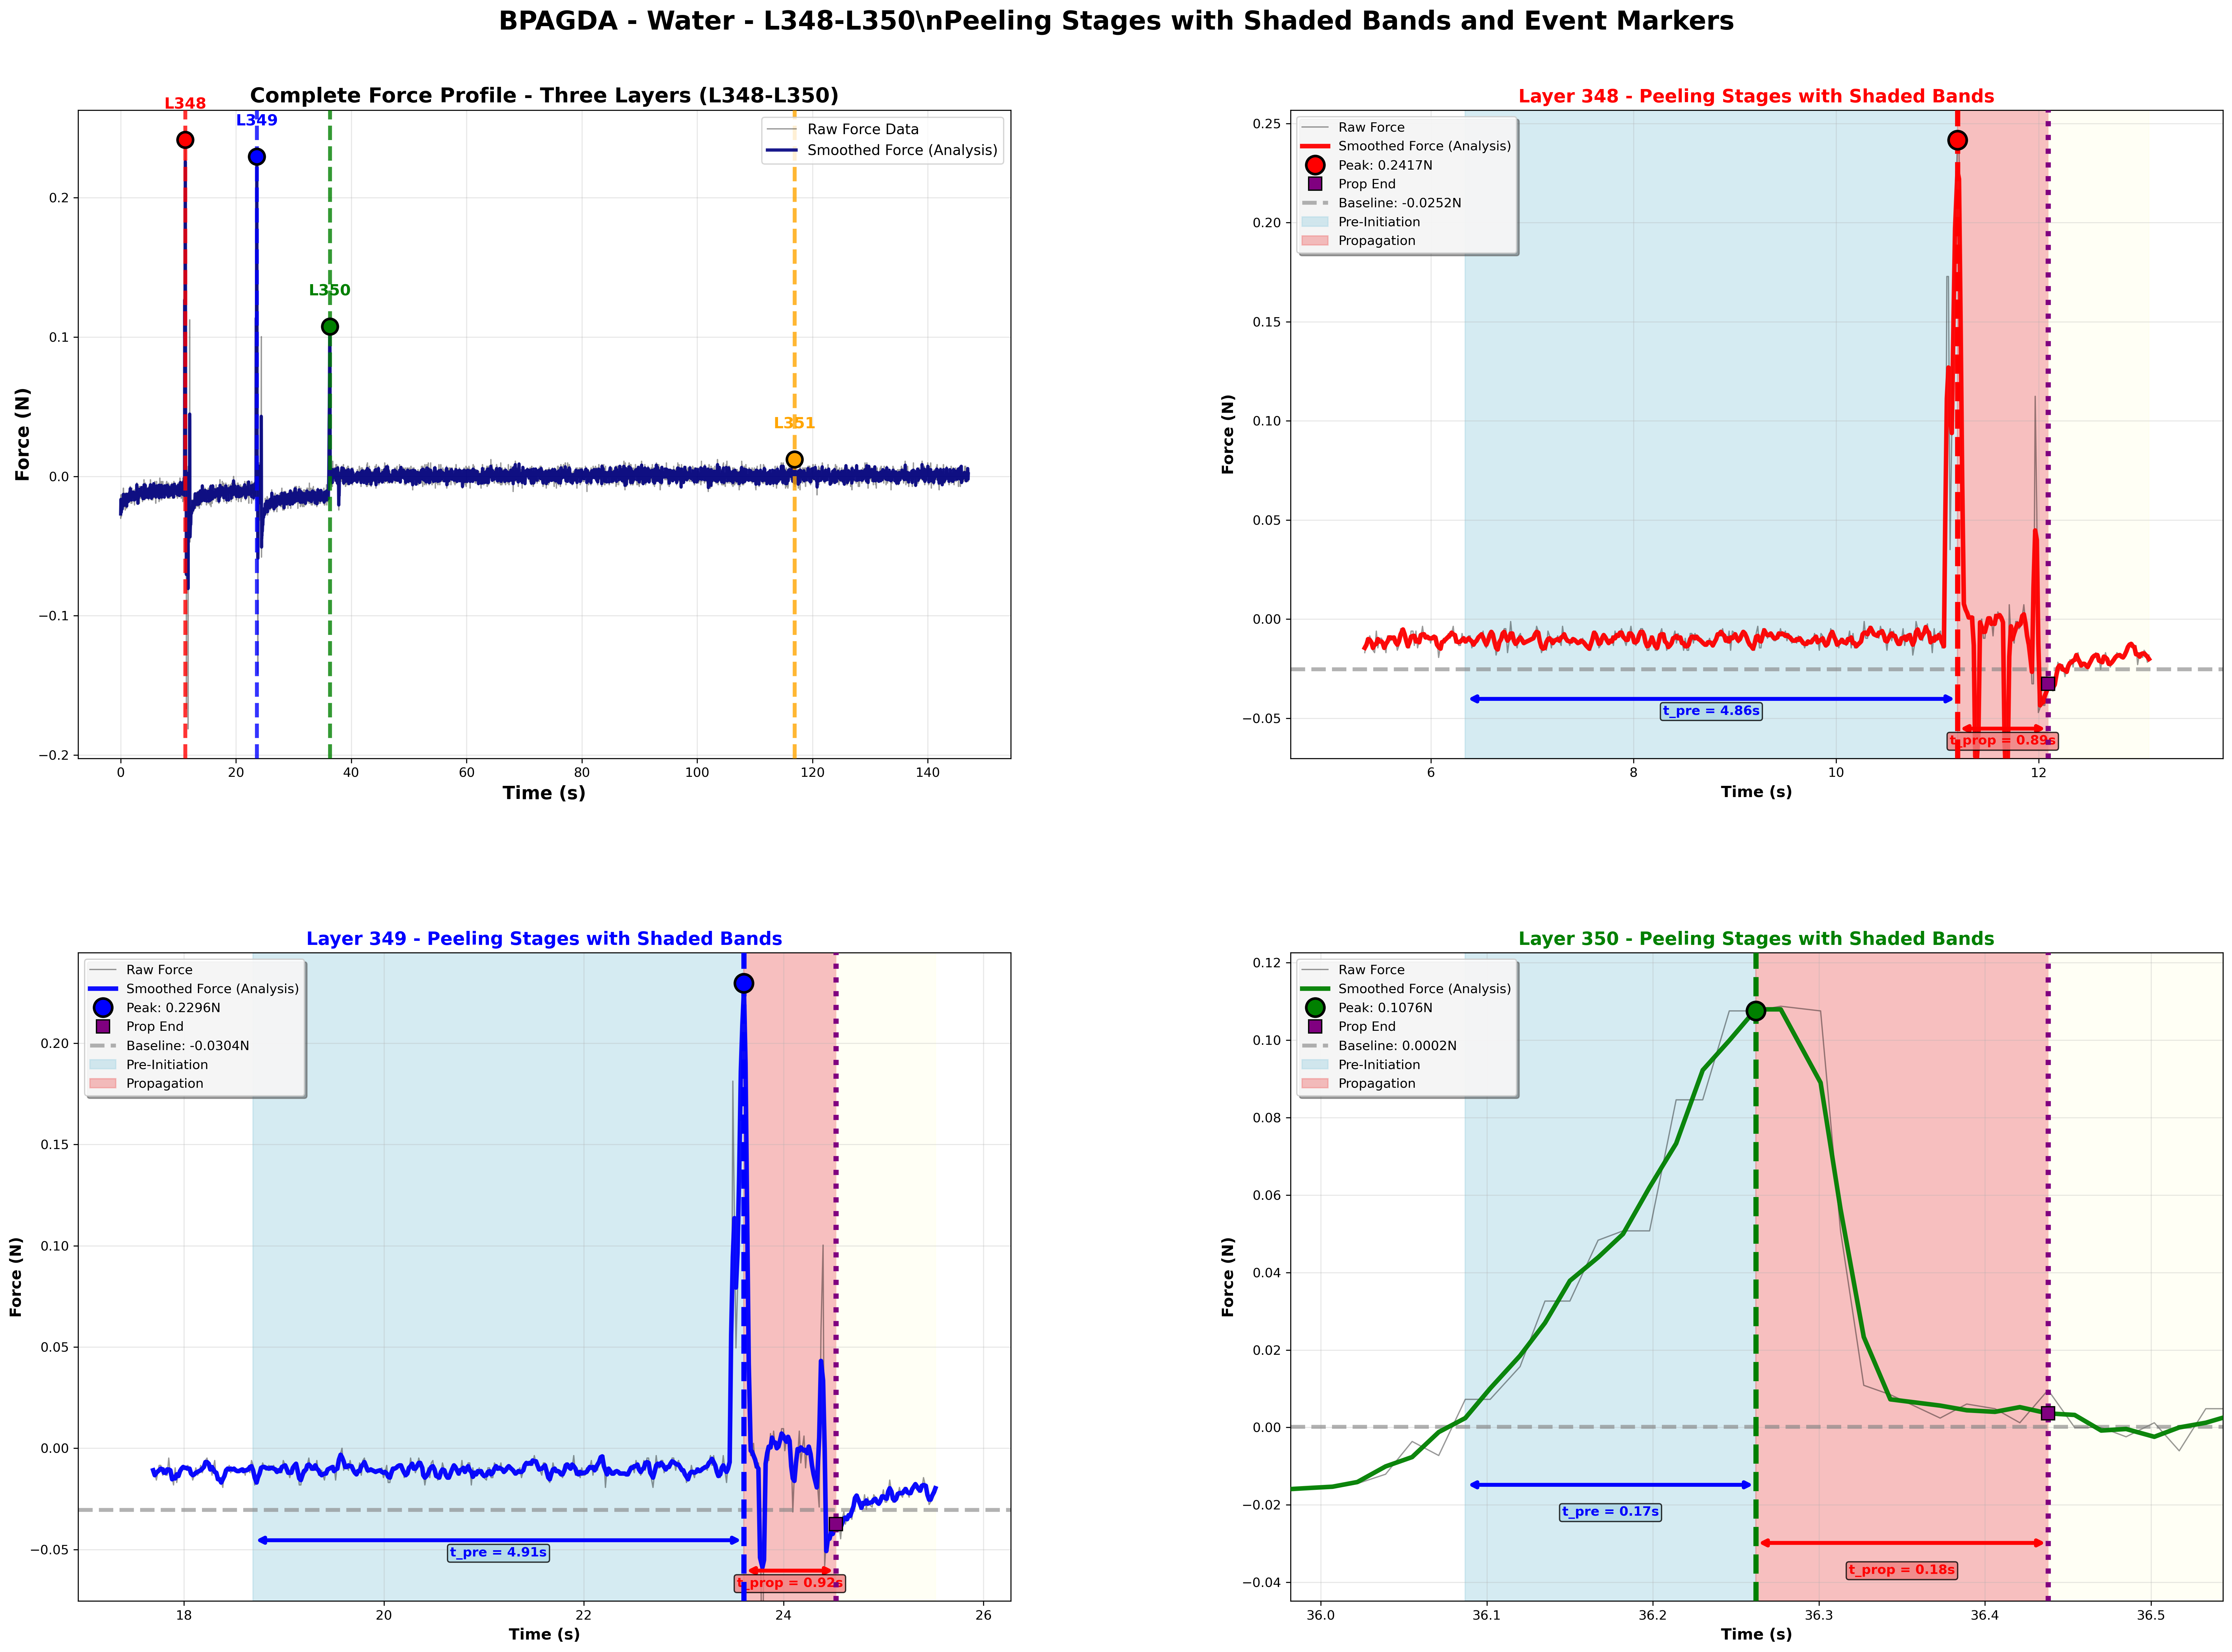 BPAGDA - Water - L348-L350\nPeeling Stages with Shaded Bands and Event Markers
Complete Force Profile - Three Layers (L348-L350)
L348
L349
L350
L351
Raw Force Data
Smoothed Force (Analysis)
Force (N)
0.2
0.1
0.0
−0.1
−0.2
0 20 40 60 80 100 120 140
Time (s)
Layer 348 - Peeling Stages with Shaded Bands
Raw Force
Smoothed Force (Analysis)
Peak: 0.2417N
Prop End
Baseline: -0.0252N
Pre-Initiation
Propagation
Force (N)
0.25
0.20
0.15
0.10
0.05
0.00
−0.05
t_pre = 4.86s
t_prop = 0.89s
6 8 10 12
Time (s)
Layer 349 - Peeling Stages with Shaded Bands
Raw Force
Smoothed Force (Analysis)
Peak: 0.2296N
Prop End
Baseline: -0.0304N
Pre-Initiation
Propagation
Force (N)
0.20
0.15
0.10
0.05
0.00
−0.05
t_pre = 4.91s
t_prop = 0.92s
18 20 22 24 26
Time (s)
Layer 350 - Peeling Stages with Shaded Bands
Raw Force
Smoothed Force (Analysis)
Peak: 0.1076N
Prop End
Baseline: 0.0002N
Pre-Initiation
Propagation
Force (N)
0.12
0.10
0.08
0.06
0.04
0.02
0.00
−0.02
−0.04
t_pre = 0.17s
t_prop = 0.18s
36.0 36.1 36.2 36.3 36.4 36.5
Time (s)